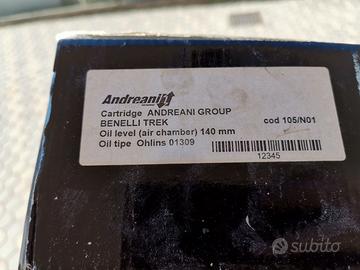 Andreani
Cartridge ANDREANI GROUP
BENELLI TREK cod 105/N01
Oil level (air chamber) 140 mm
Oil tipe Ohlins 01309
12345
subito